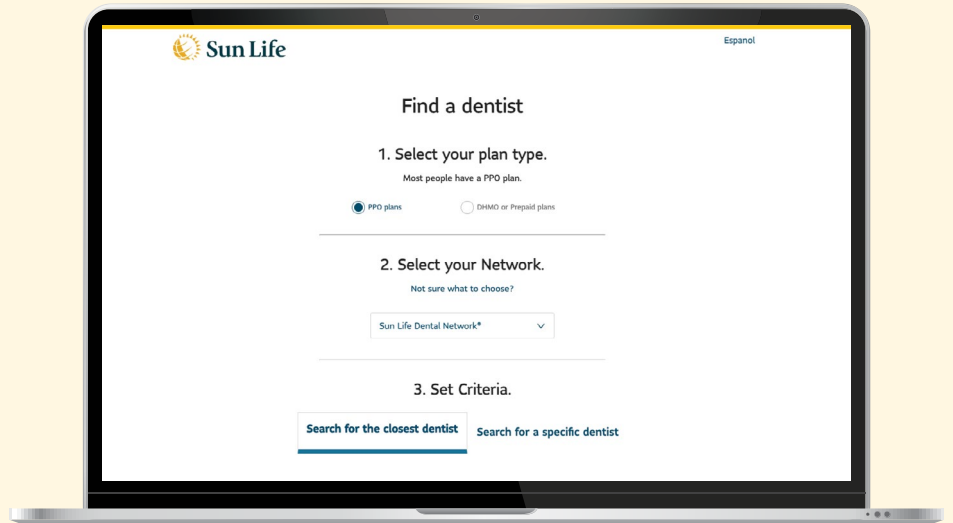 Sun Life
Espanol
Find a dentist
1. Select your plan type.
Most people have a PPO plan.
PPO plans
DHMO or Prepaid plans
2. Select your Network.
Not sure what to choose?
Sun Life Dental Network®
3. Set Criteria.
Search for the closest dentist
Search for a specific dentist